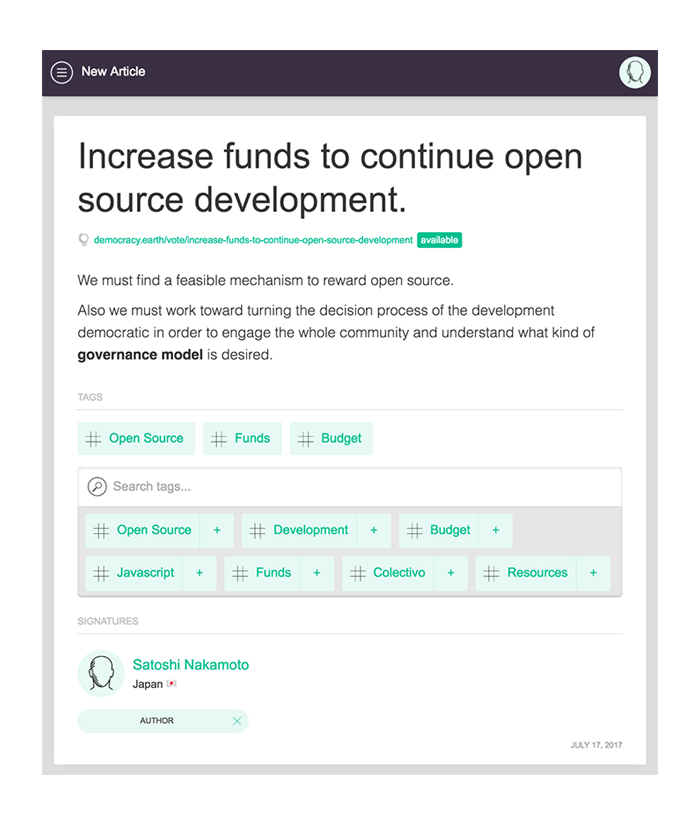 New Article
Increase funds to continue open
source development.
democracy.earth/vote/increase-funds-to-continue-open-source-development available
We must find a feasible mechanism to reward open source.
Also we must work toward turning the decision process of the development
democratic in order to engage the whole community and understand what kind of
governance model is desired.
TAGS
Open Source Funds Budget
Search tags...
Open Source + Development + Budget +
Javascript + Funds + Colectivo + Resources +
SIGNATURES
Satoshi Nakamoto
Japan
AUTHOR
JULY 17, 2017